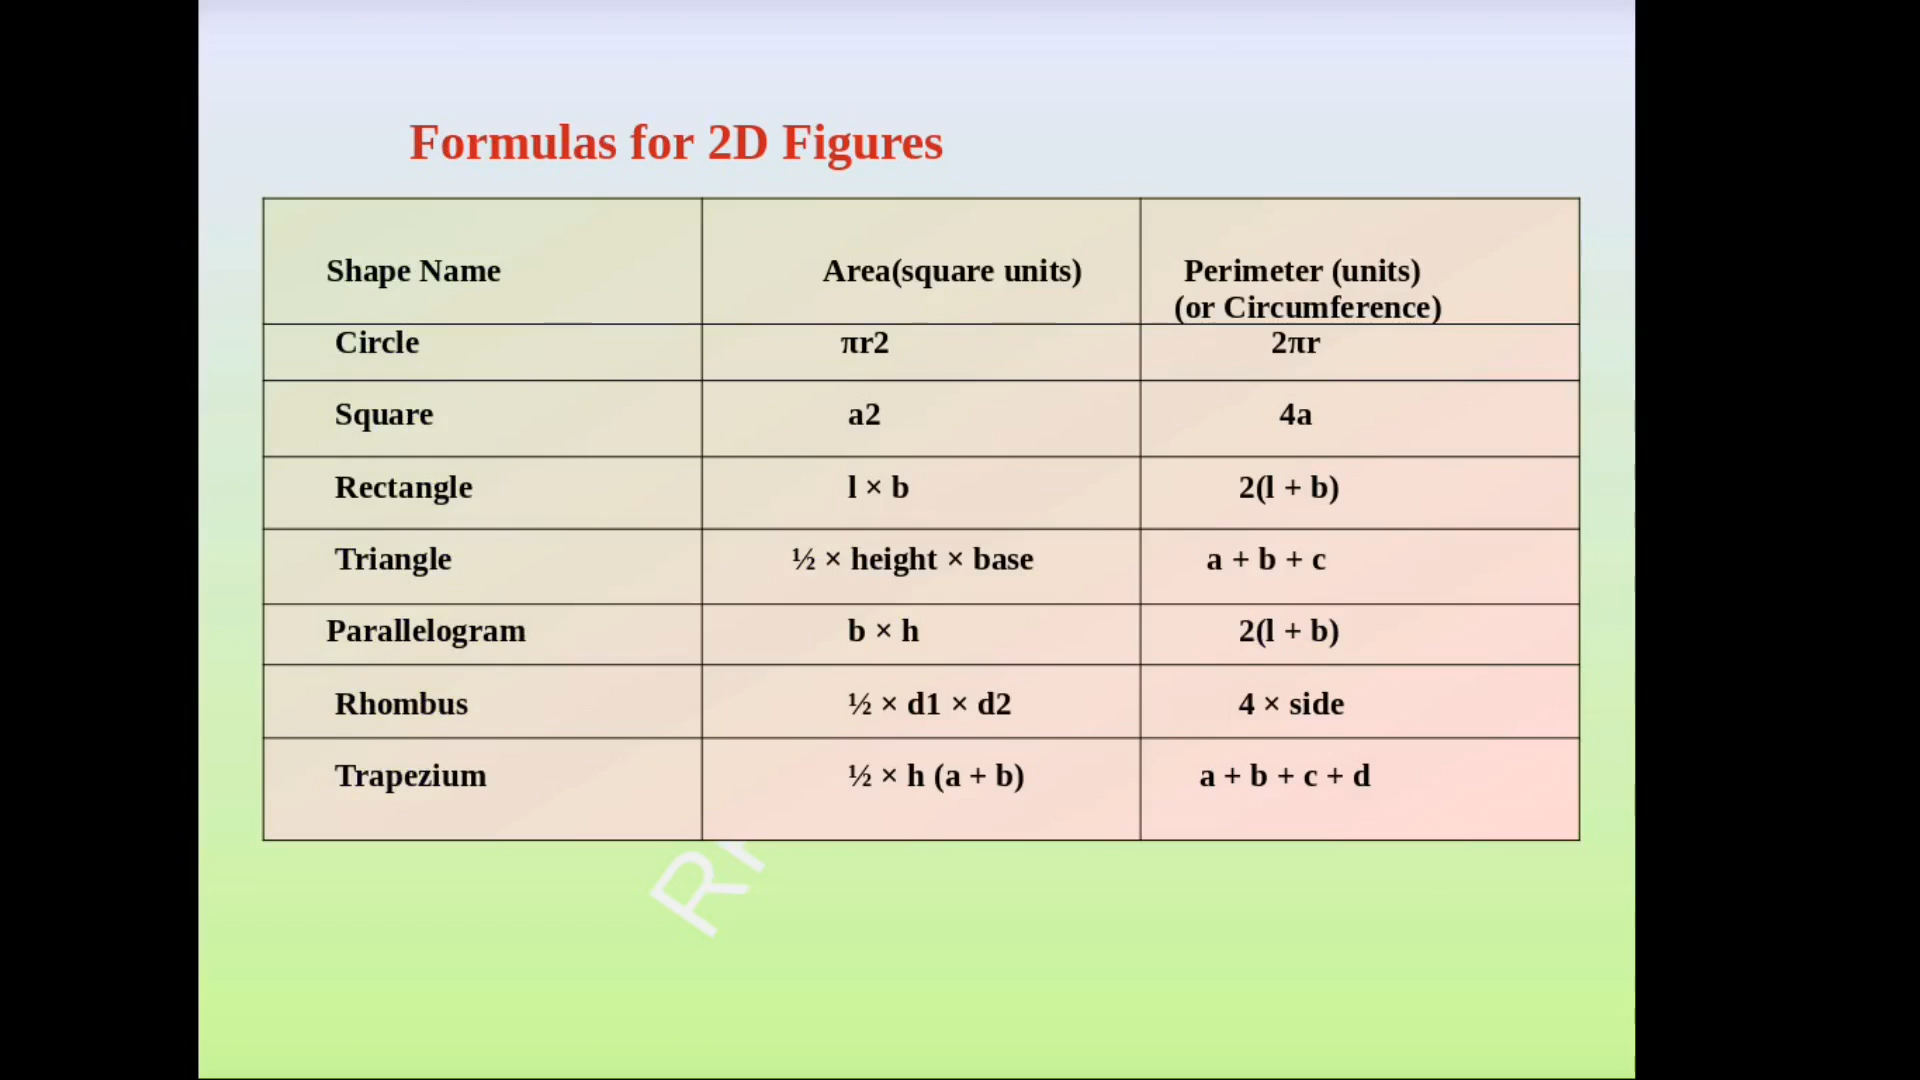 Formulas for 2D Figures
Shape Name Area(square units) Perimeter (units)
(or Circumference)
Circle πr2 2πr
Square a2 4a
Rectangle l × b 2(l + b)
Triangle ½ × height × base a + b + c
Parallelogram b × h 2(l + b)
Rhombus ½ × d1 × d2 4 × side
Trapezium ½ × h (a + b) a + b + c + d